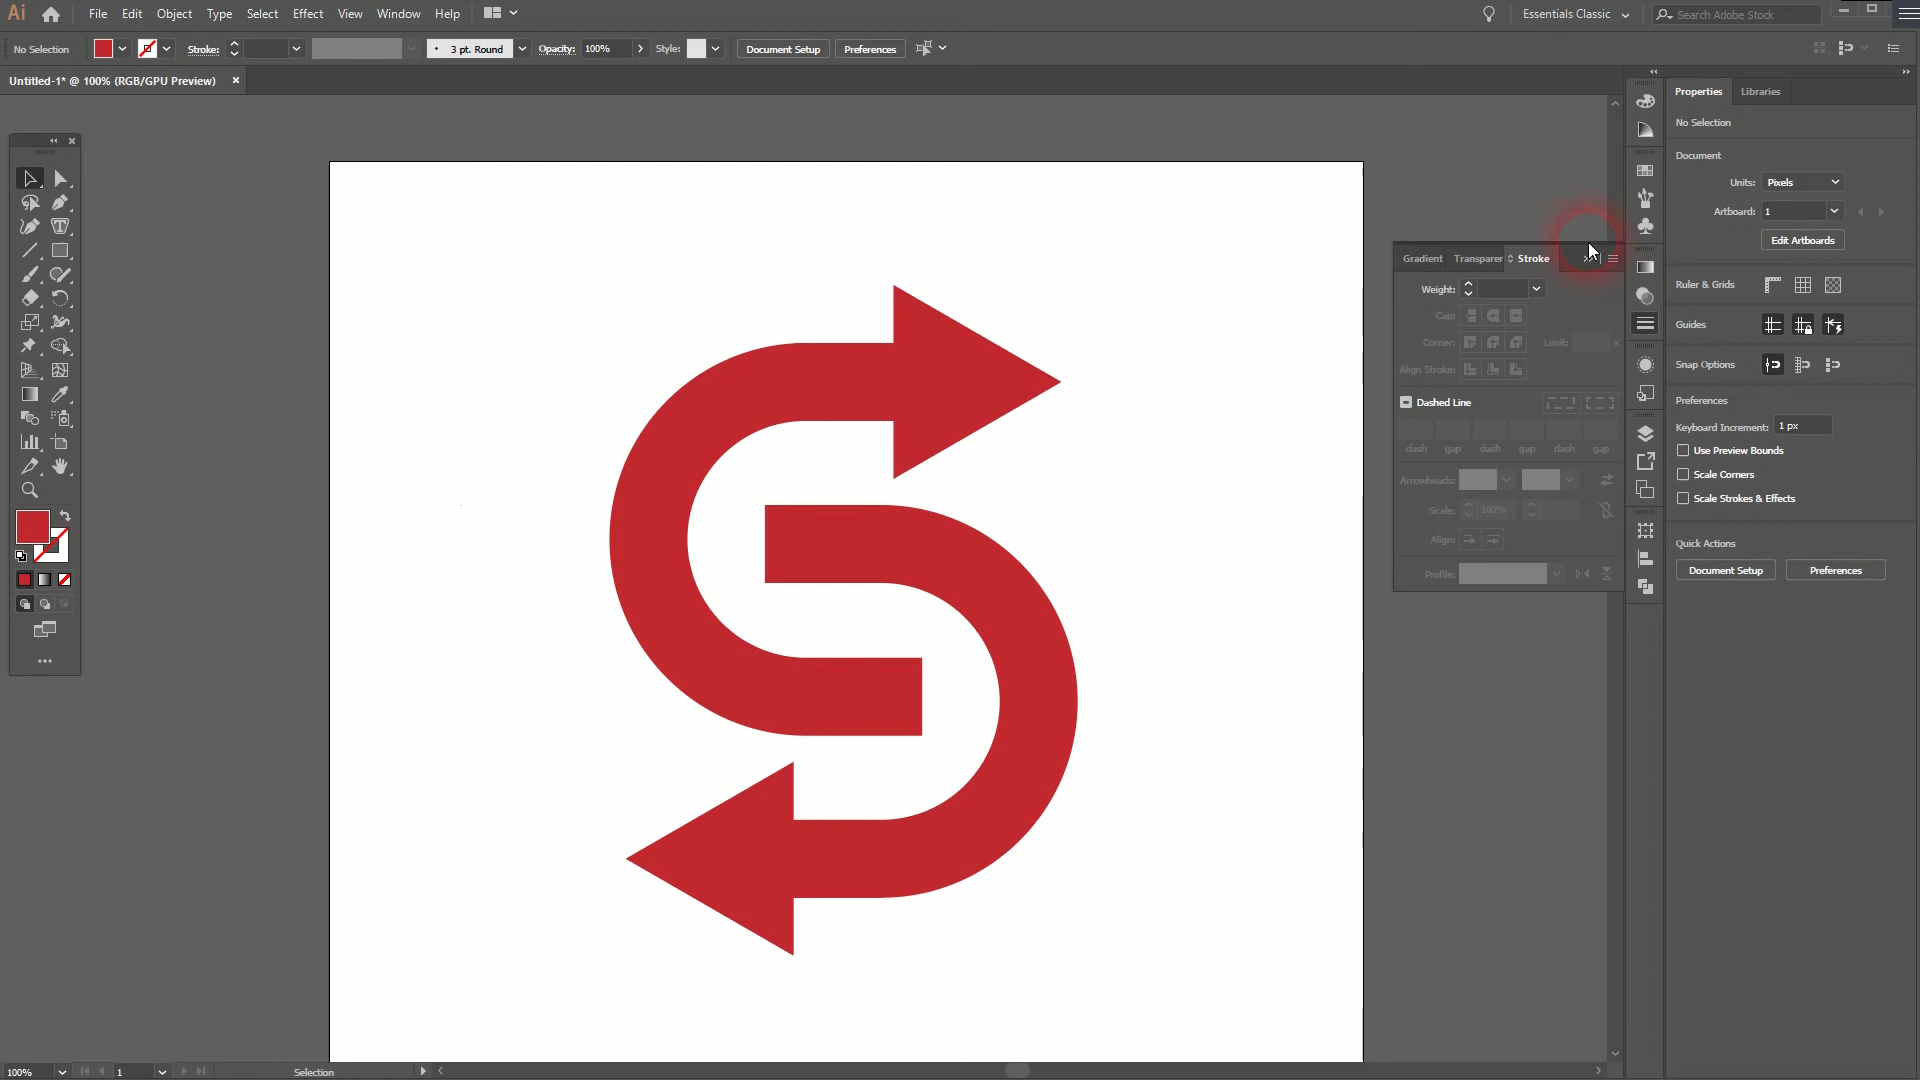 Ai File Edit Object Type Select Effect View Window Help Essentials Classic Search Adobe Stock
No Selection Stroke: 3 pt. Round Opacity: 100% Style: Document Setup Preferences
Untitled-1* @ 100% (RGB/GPU Preview)
Properties Libraries
No Selection
Document
Units: Pixels
Artboard: 1
Edit Artboards
Ruler & Grids
Guides
Snap Options
Preferences
Keyboard Increment: 1 px
Use Preview Bounds
Scale Corners
Scale Strokes & Effects
Quick Actions
Document Setup Preferences
Gradient Transparer Stroke
Weight:
Cap:
Corner: Limit: x
Align Stroke:
Dashed Line
dash gap dash gap dash gap
Arrowheads:
Scale: 100%
Align:
Profile:
100% 1 Selection